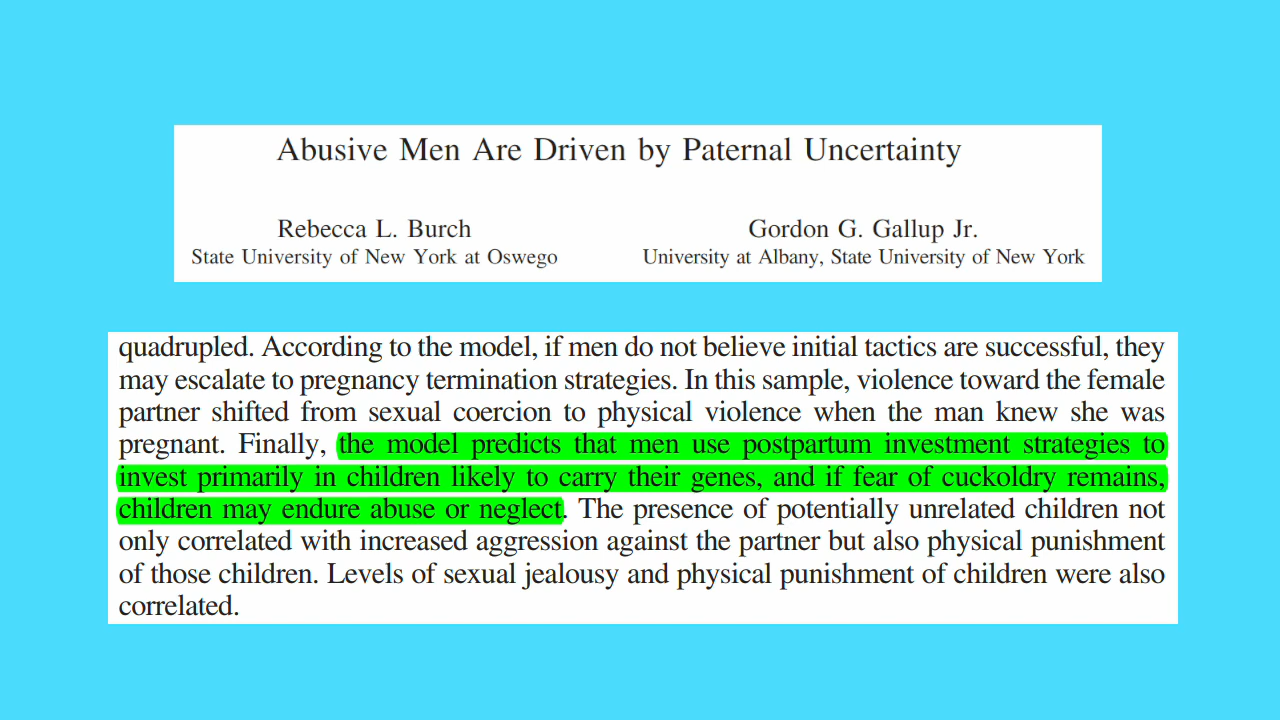 Abusive Men Are Driven by Paternal Uncertainty
Rebecca L. Burch
State University of New York at Oswego
Gordon G. Gallup Jr.
University at Albany, State University of New York
quadrupled. According to the model, if men do not believe initial tactics are successful, they
may escalate to pregnancy termination strategies. In this sample, violence toward the female
partner shifted from sexual coercion to physical violence when the man knew she was
pregnant. Finally, the model predicts that men use postpartum investment strategies to
invest primarily in children likely to carry their genes, and if fear of cuckoldry remains,
children may endure abuse or neglect. The presence of potentially unrelated children not
only correlated with increased aggression against the partner but also physical punishment
of those children. Levels of sexual jealousy and physical punishment of children were also
correlated.